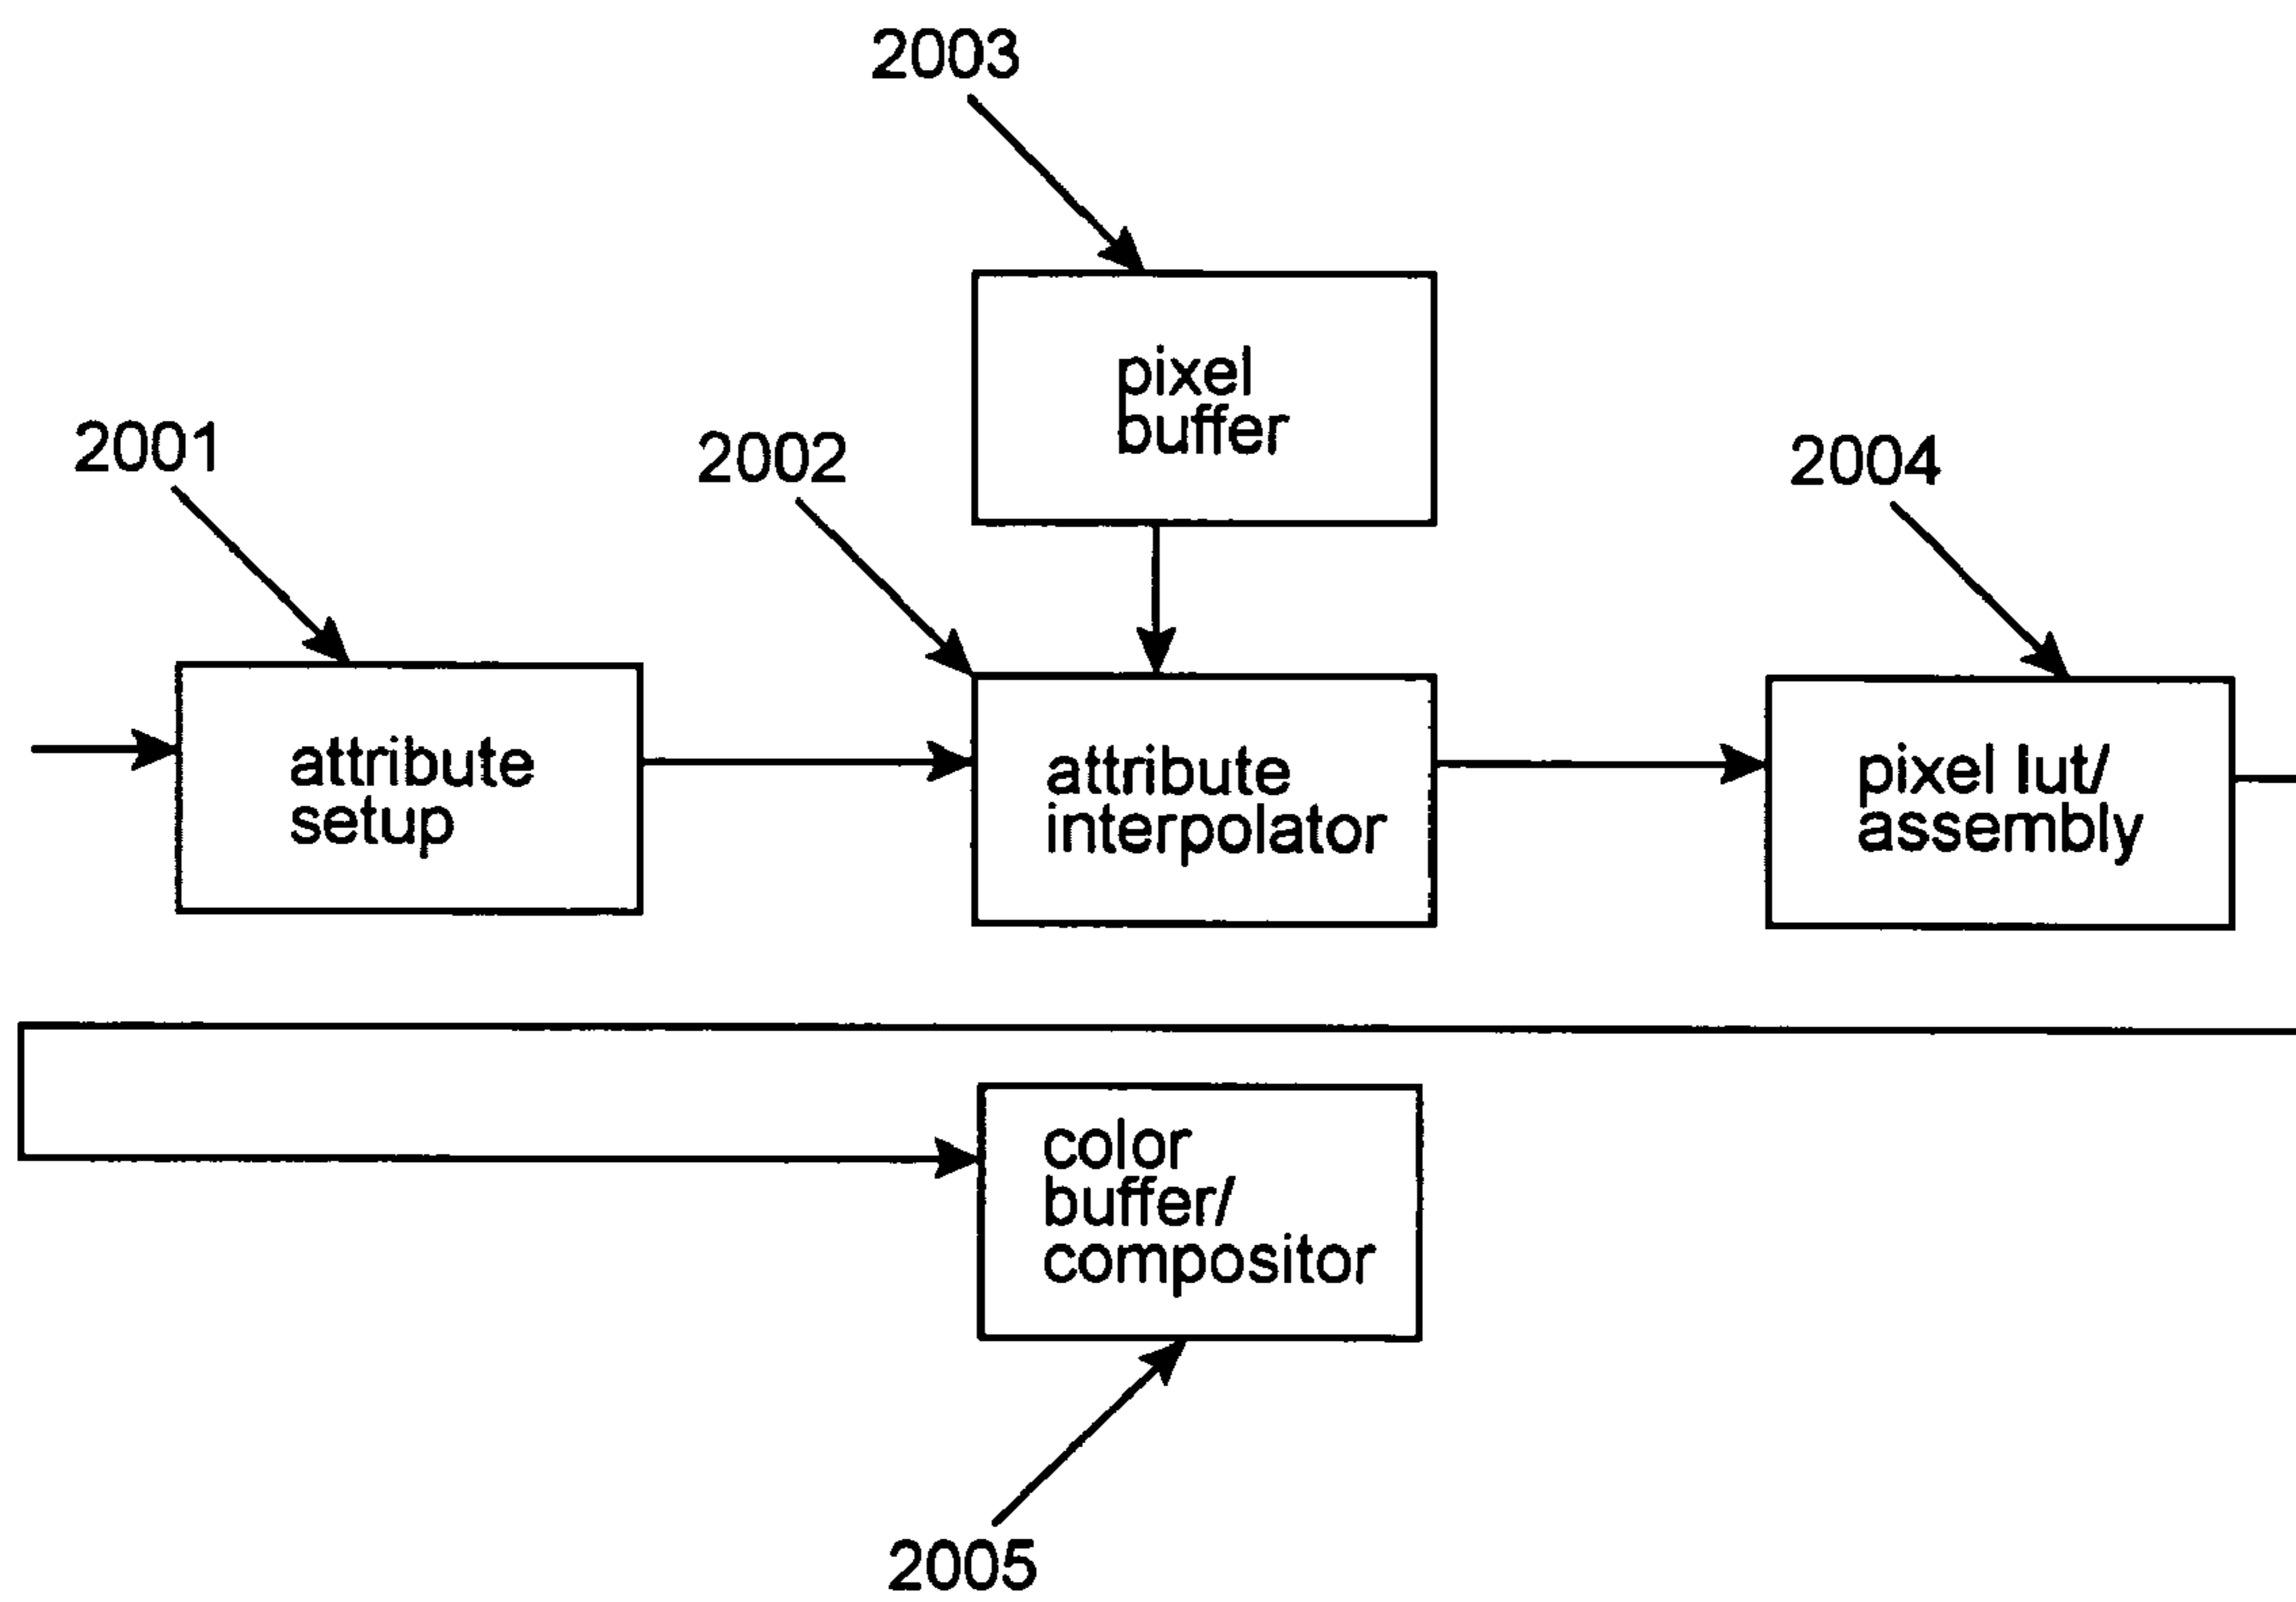 2003
pixel
buffer
2001
2002
2004
attribute
setup
attribute
interpolator
pixel lut/
assembly
color
buffer/
compositor
2005